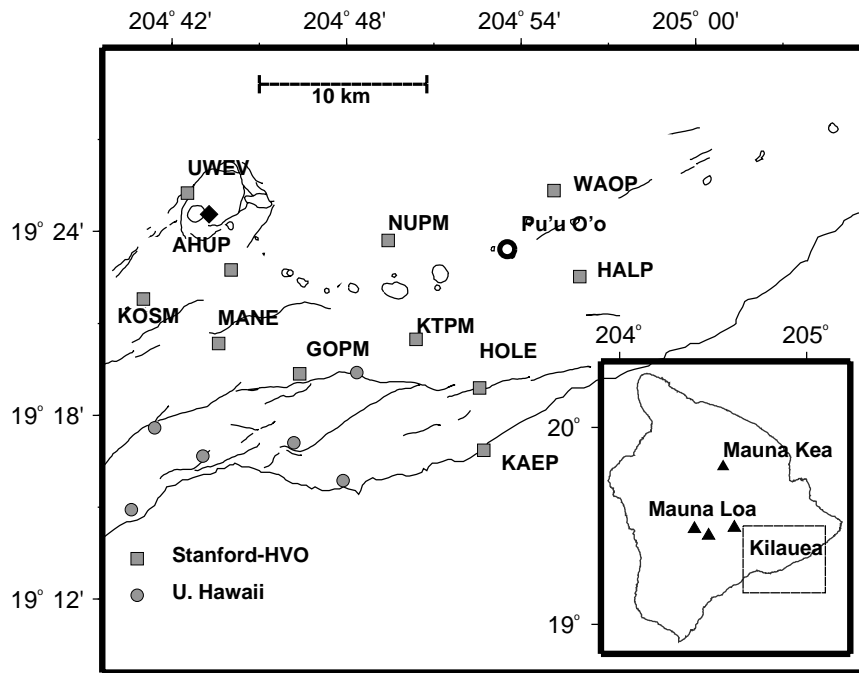 204° 42'
204° 48'
204° 54'
205° 00'
10 km
UWEV
WAOP
NUPM
Pu'u O'o
19° 24'
AHUP
HALP
KOSM
MANE
KTPM
GOPM
HOLE
204°
205°
19° 18'
20°
Mauna Kea
KAEP
Mauna Loa
Kilauea
Stanford-HVO
U. Hawaii
19° 12'
19°